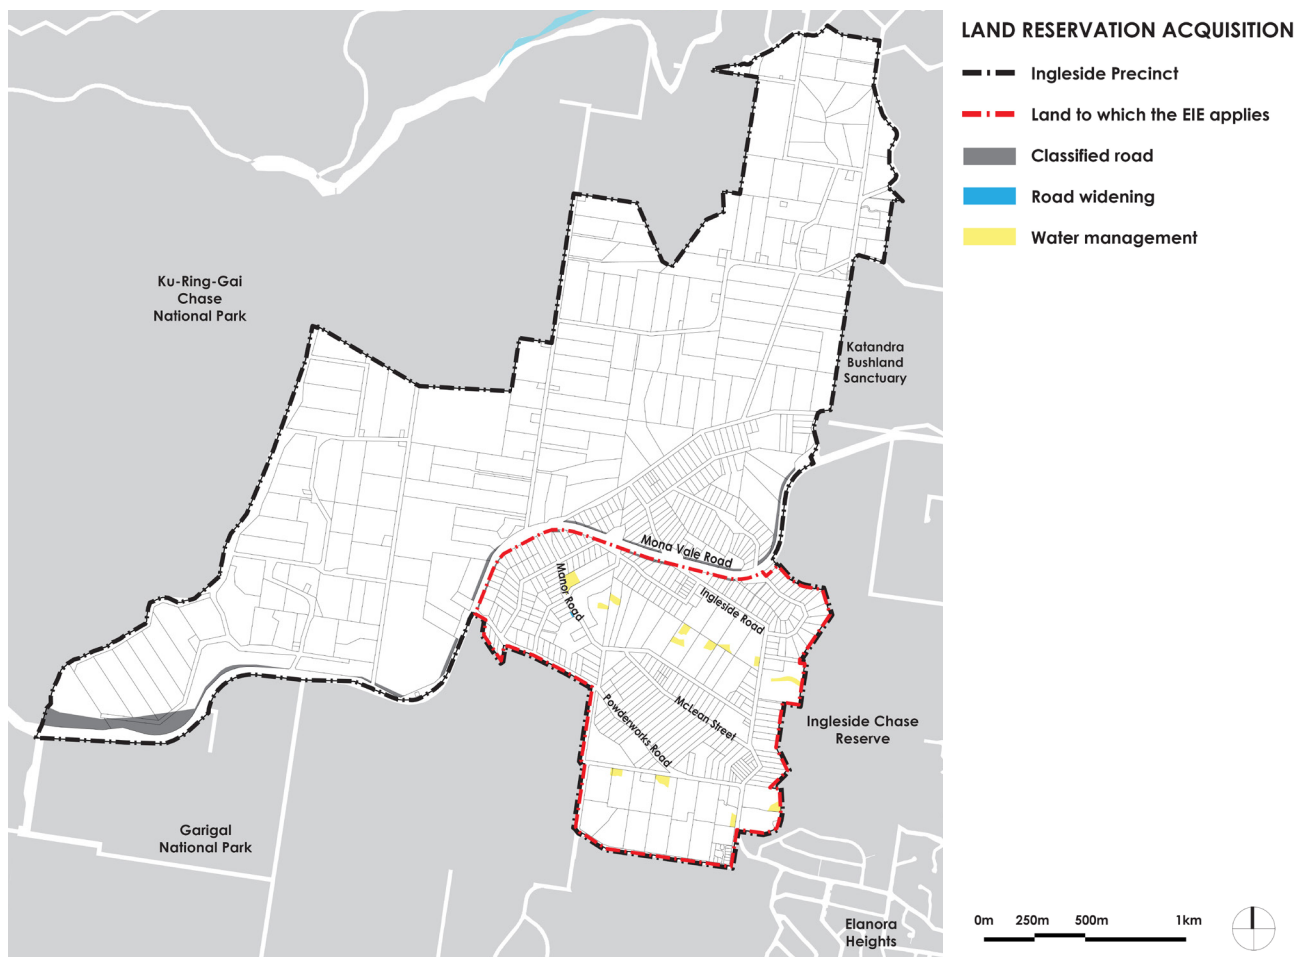 LAND RESERVATION ACQUISITION
Ingleside Precinct
Land to which the EIE applies
Classified road
Road widening
Water management
Ku-Ring-Gai
Chase
National Park
Katandra
Bushland
Sanctuary
Mona Vale Road
Manor Road
Ingleside Road
McLean Street
Powderworks Road
Ingleside Chase
Reserve
Garigal
National Park
Elanora
Heights
0m 250m 500m 1km